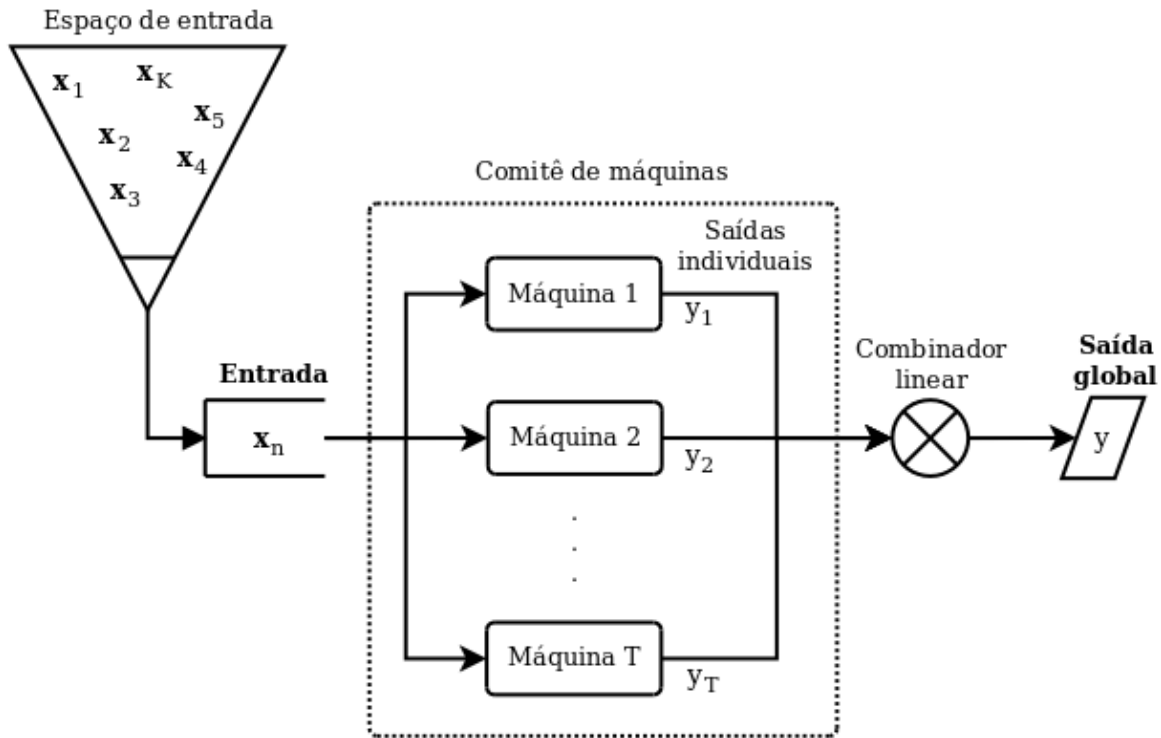 Espaço de entrada
x1
xK
x5
x2
x4
x3
Comitê de máquinas
Saídas
individuais
Máquina 1
y1
Entrada
xn
Máquina 2
y2
Combinador
linear
Saída
global
y
.
.
.
Máquina T
yT